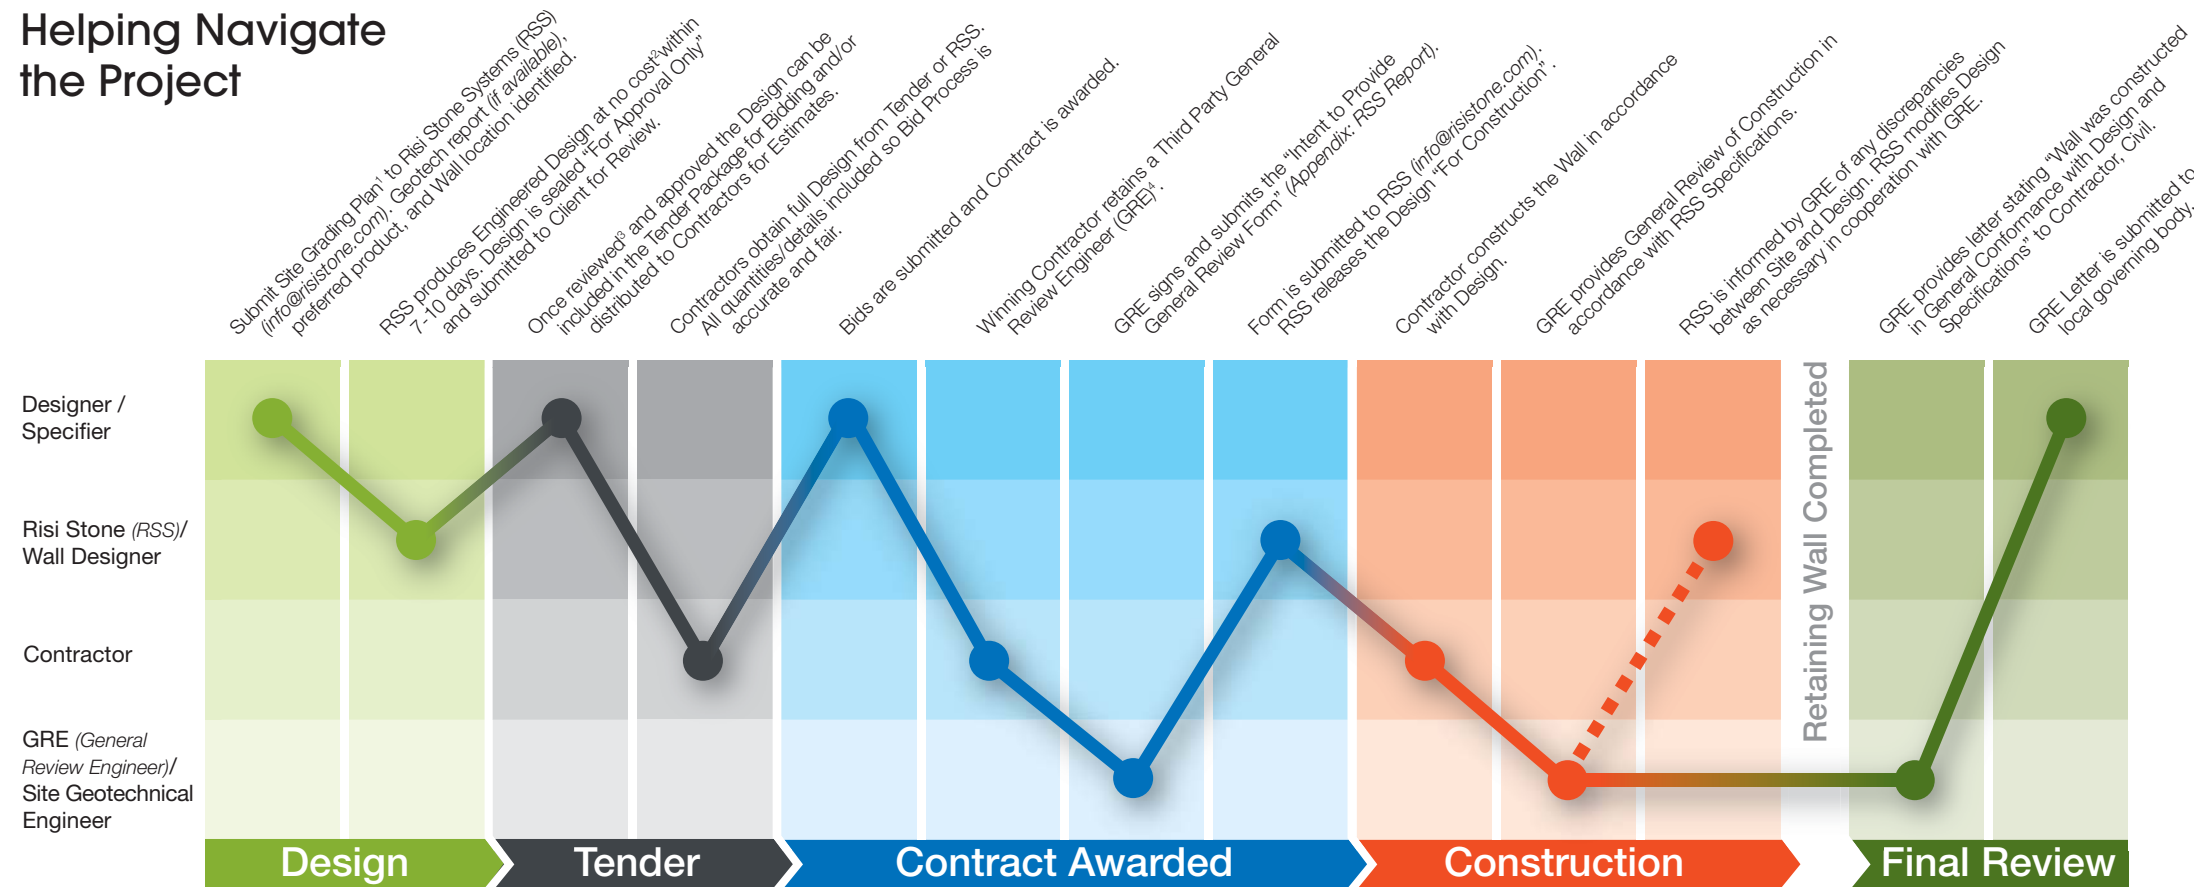 Helping Navigate
the Project
Submit Site Grading Plan¹ to Risi Stone Systems (RSS)
(info@risistone.com). Geotech report (if available),
preferred product, and Wall location identified.
RSS produces Engineered Design at no cost² within
7-10 days. Design is sealed "For Approval Only"
and submitted to Client for Review.
Once reviewed³ and approved the Design can be
included in the Tender Package for Bidding and/or
distributed to Contractors for Estimates.
Contractors obtain full Design from Tender or RSS.
All quantities/details included so Bid Process is
accurate and fair.
Bids are submitted and Contract is awarded.
Winning Contractor retains a Third Party General
Review Engineer (GRE)⁴.
GRE signs and submits the "Intent to Provide
General Review Form" (Appendix: RSS Report).
Form is submitted to RSS (info@risistone.com).
RSS releases the Design "For Construction".
Contractor constructs the Wall in accordance
with Design.
GRE provides General Review of Construction in
accordance with RSS Specifications.
RSS is informed by GRE of any discrepancies
between Site and Design. RSS modifies Design
as necessary in cooperation with GRE.
GRE provides letter stating "Wall was constructed
in General Conformance with Design and
Specifications" to Contractor, Civil.
GRE Letter is submitted to
local governing body.
Designer /
Specifier
Risi Stone (RSS)/
Wall Designer
Contractor
GRE (General
Review Engineer)/
Site Geotechnical
Engineer
Retaining Wall Completed
Design
Tender
Contract Awarded
Construction
Final Review